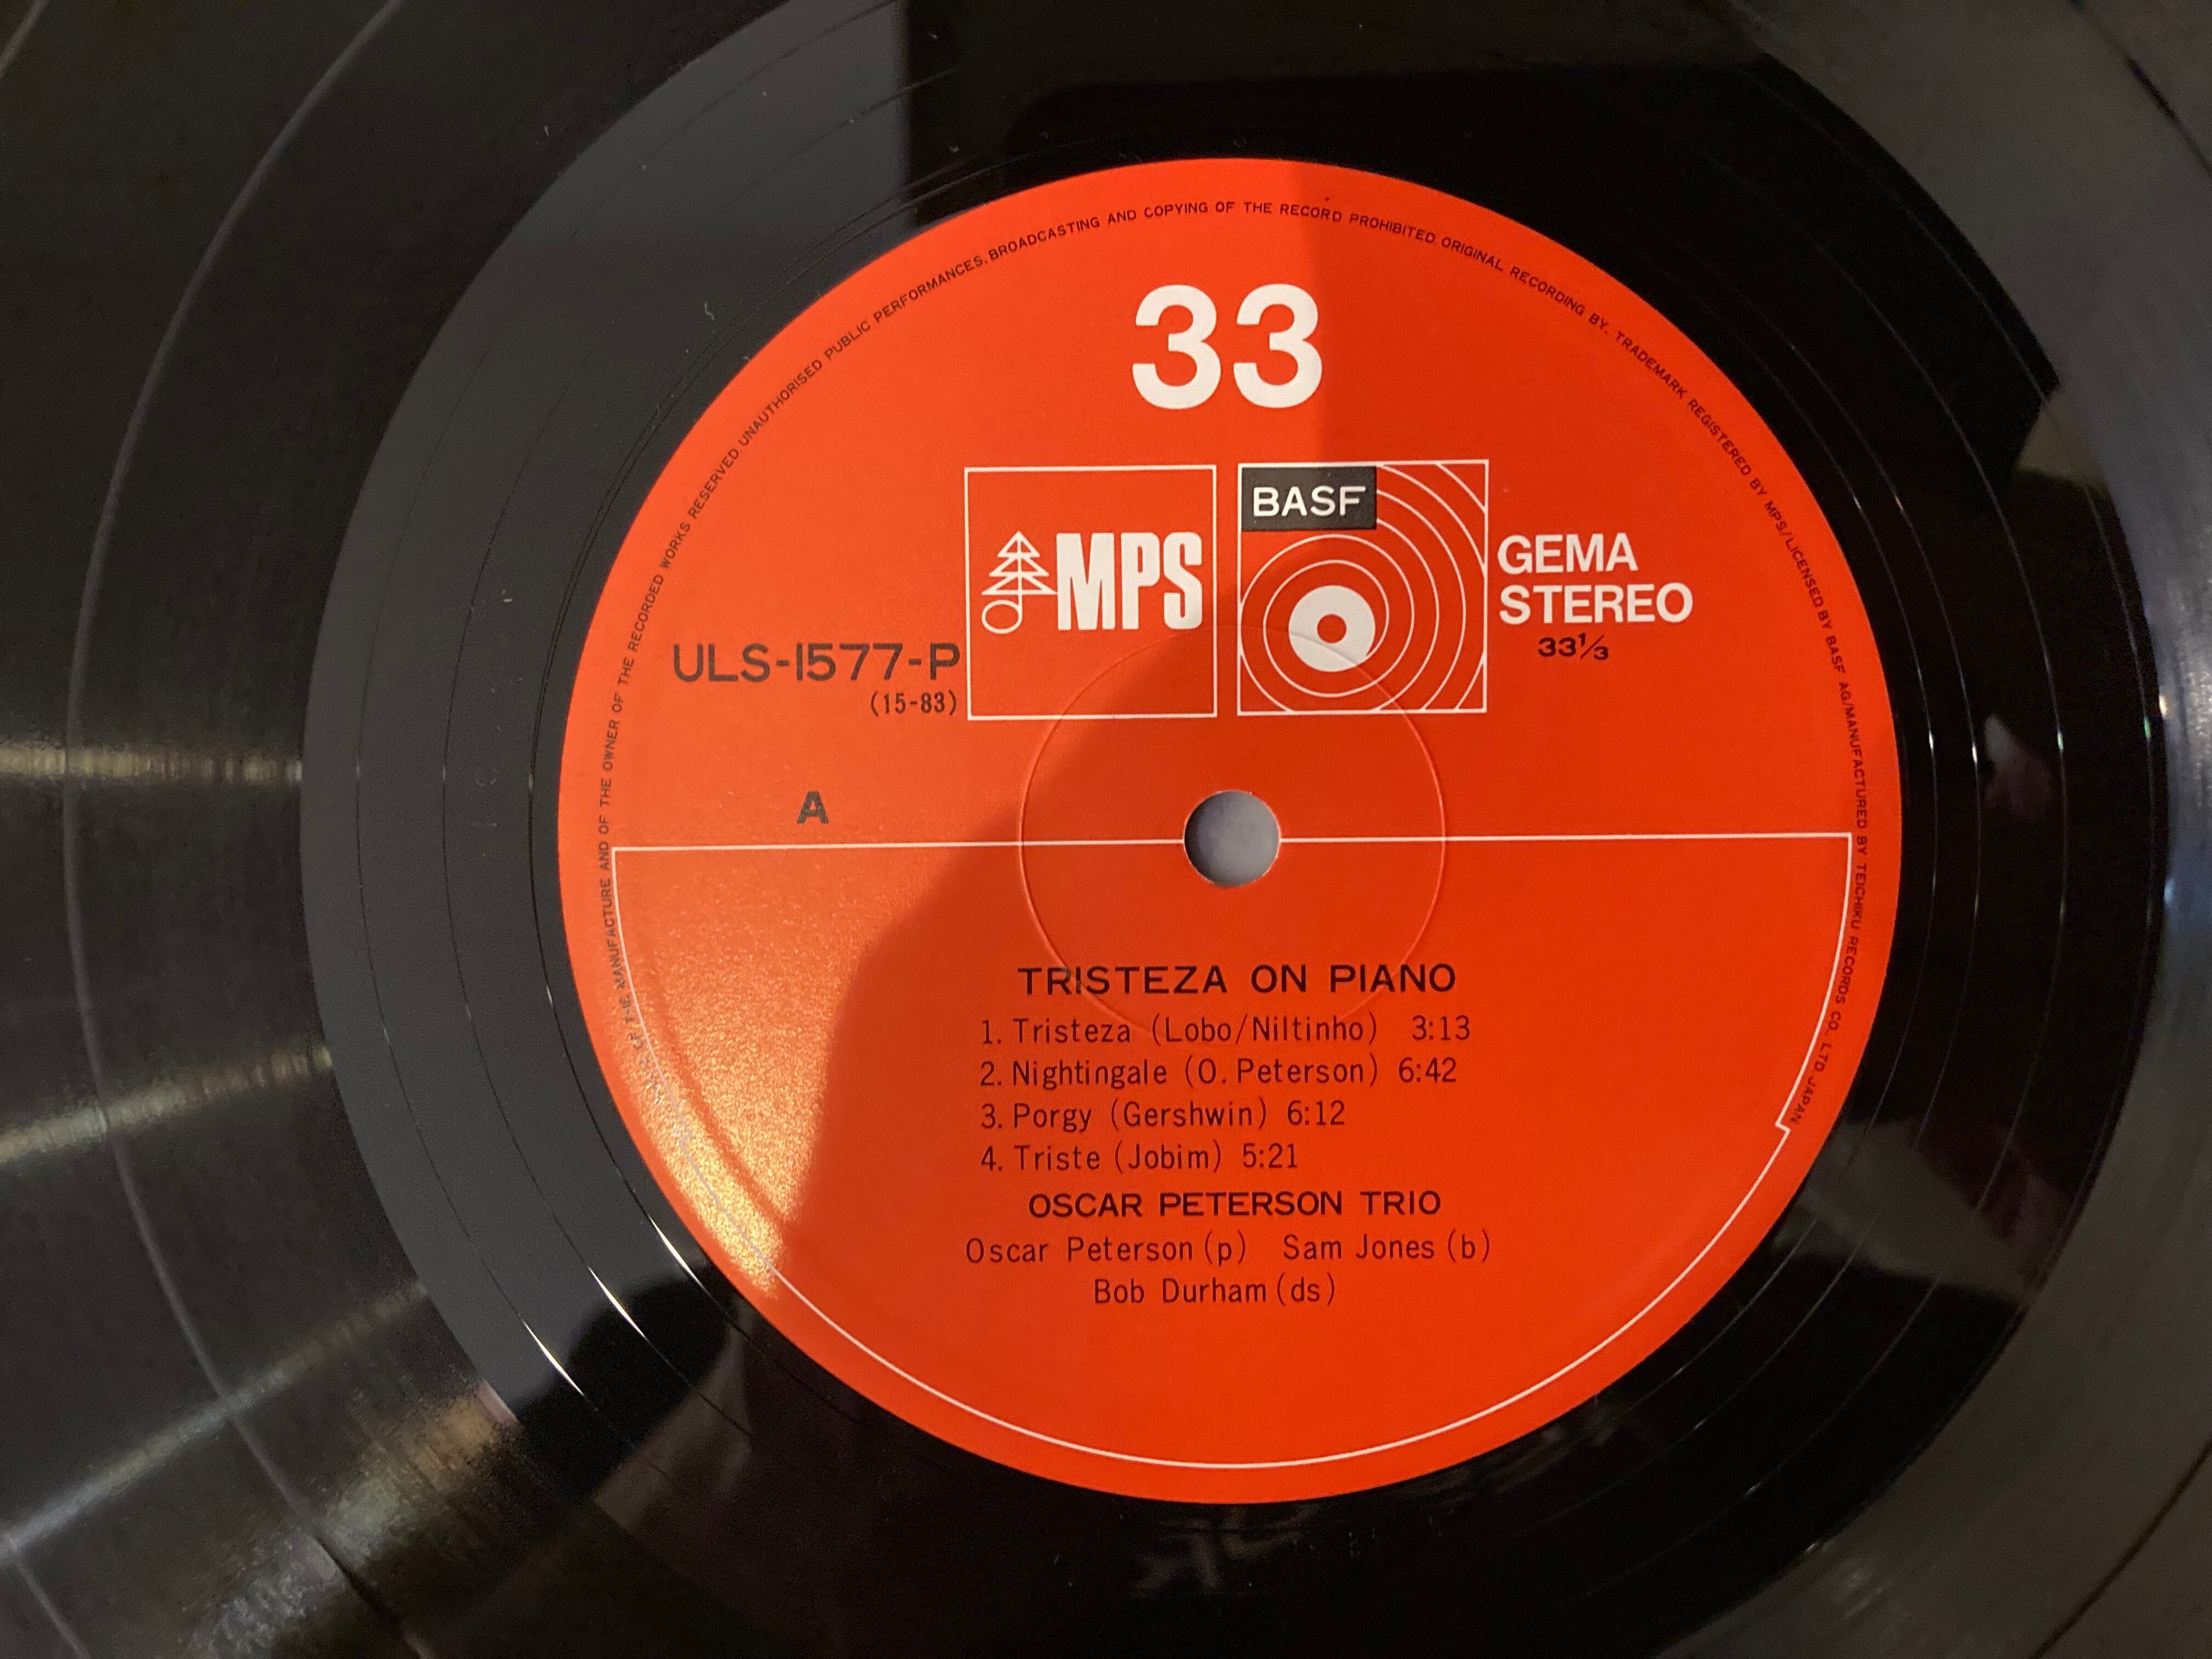 OF THE MANUFACTURE AND OF THE OWNER OF THE RECORDED WORKS RESERVED UNAUTHORISED PUBLIC PERFORMANCES, BROADCASTING AND COPYING OF THE RECORD PROHIBITED. ORIGINAL RECORDING BY. TRADEMARK REGISTERED BY MPS/LICENSED BY BASF AG/MANUFACTURED BY TEICHIKU RECORDS CO., LTD. JAPAN
33
MPS
BASF
GEMA
STEREO
33⅓
ULS-1577-P
(15-83)
A
TRISTEZA ON PIANO
1. Tristeza (Lobo/Niltinho) 3:13
2. Nightingale (O. Peterson) 6:42
3. Porgy (Gershwin) 6:12
4. Triste (Jobim) 5:21
OSCAR PETERSON TRIO
Oscar Peterson (p) Sam Jones (b)
Bob Durham (ds)